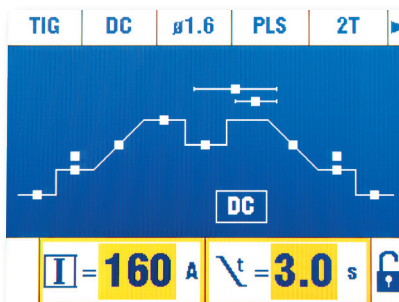 TIG DC ø1.6 PLS 2T
DC
I = 160 A t = 3.0 s